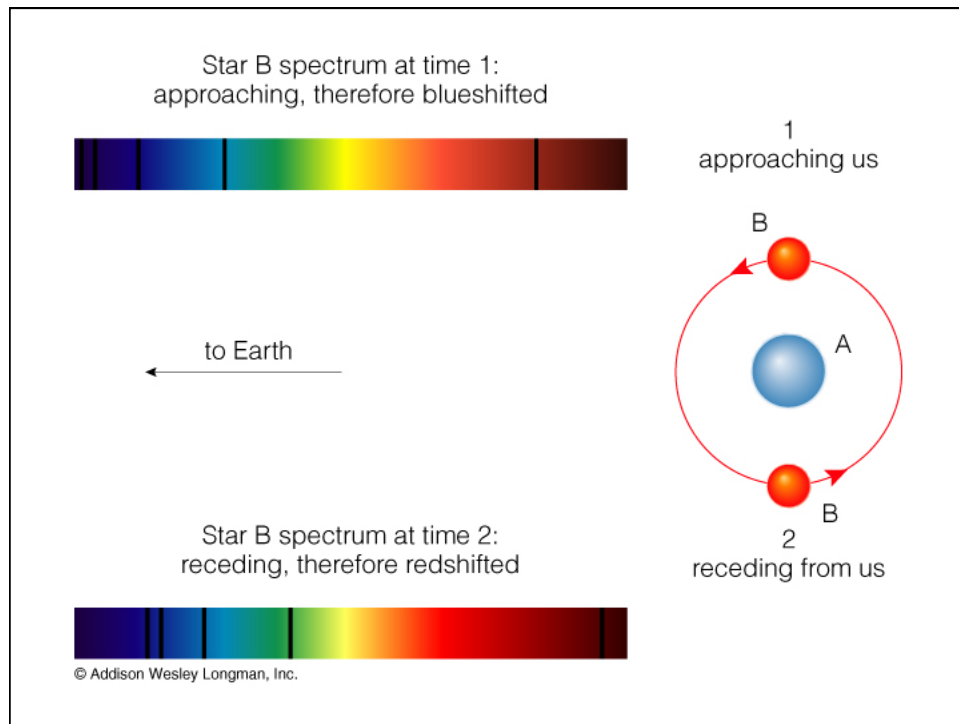 Star B spectrum at time 1:
approaching, therefore blueshifted
1
approaching us
B
A
to Earth
B
2
receding from us
Star B spectrum at time 2:
receding, therefore redshifted
© Addison Wesley Longman, Inc.